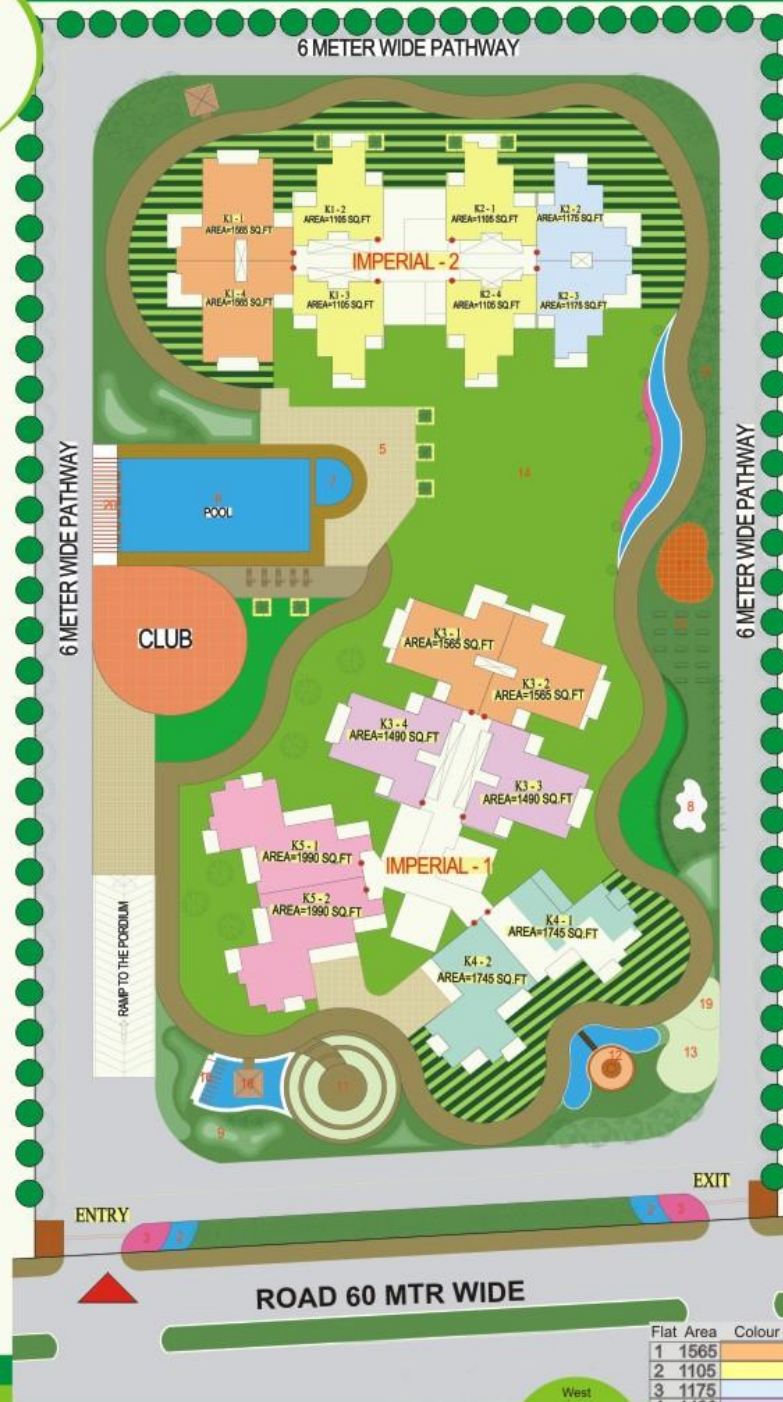 6 METER WIDE PATHWAY
K1 - 1
AREA=1565 SQ.FT
K1 - 2
AREA=1105 SQ.FT
K2 - 1
AREA=1105 SQ.FT
K2 - 2
AREA=1175 SQ.FT
IMPERIAL - 2
K1 - 4
AREA=1565 SQ.FT
K1 - 3
AREA=1105 SQ.FT
K2 - 4
AREA=1105 SQ.FT
K2 - 3
AREA=1175 SQ.FT
6 METER WIDE PATHWAY
6 METER WIDE PATHWAY
5
14
7
POOL
20
CLUB
K3 - 1
AREA=1565 SQ.FT
K3 - 2
AREA=1565 SQ.FT
K3 - 4
AREA=1490 SQ.FT
K3 - 3
AREA=1490 SQ.FT
8
K5 - 1
AREA=1990 SQ.FT
IMPERIAL - 1
K5 - 2
AREA=1990 SQ.FT
K4 - 1
AREA=1745 SQ.FT
K4 - 2
AREA=1745 SQ.FT
RAMP TO THE PORDIUM
19
13
12
11
9
ENTRY
EXIT
3
2
2
3
ROAD 60 MTR WIDE
Flat Area Colour
1 1565
2 1105
3 1175
West